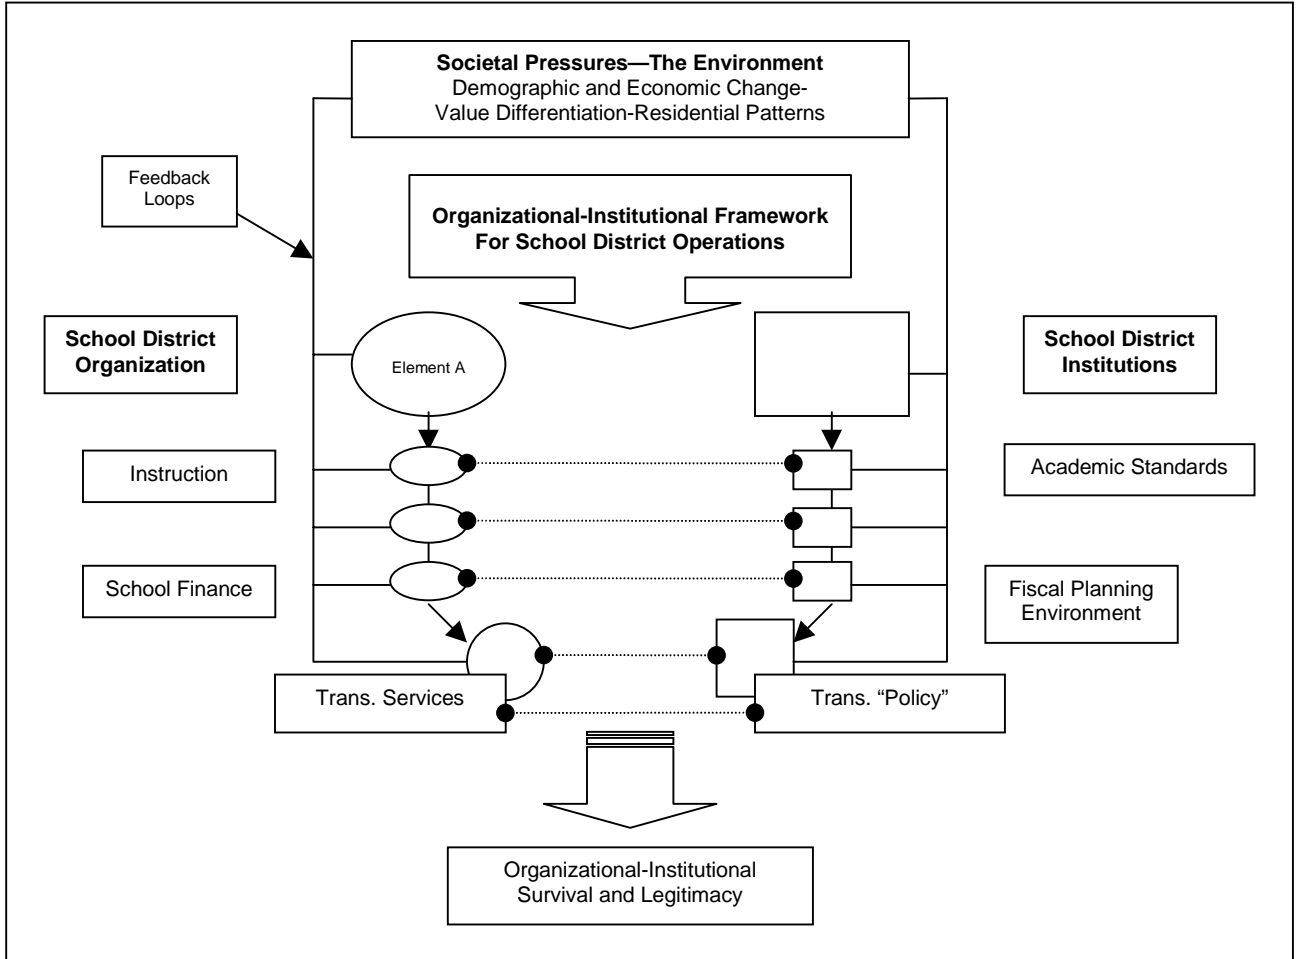 Societal Pressures—The Environment
Demographic and Economic Change-
Value Differentiation-Residential Patterns
Feedback
Loops
Organizational-Institutional Framework
For School District Operations
School District
Organization
Element A
School District
Institutions
Instruction
Academic Standards
School Finance
Fiscal Planning
Environment
Trans. Services
Trans. “Policy”
Organizational-Institutional
Survival and Legitimacy